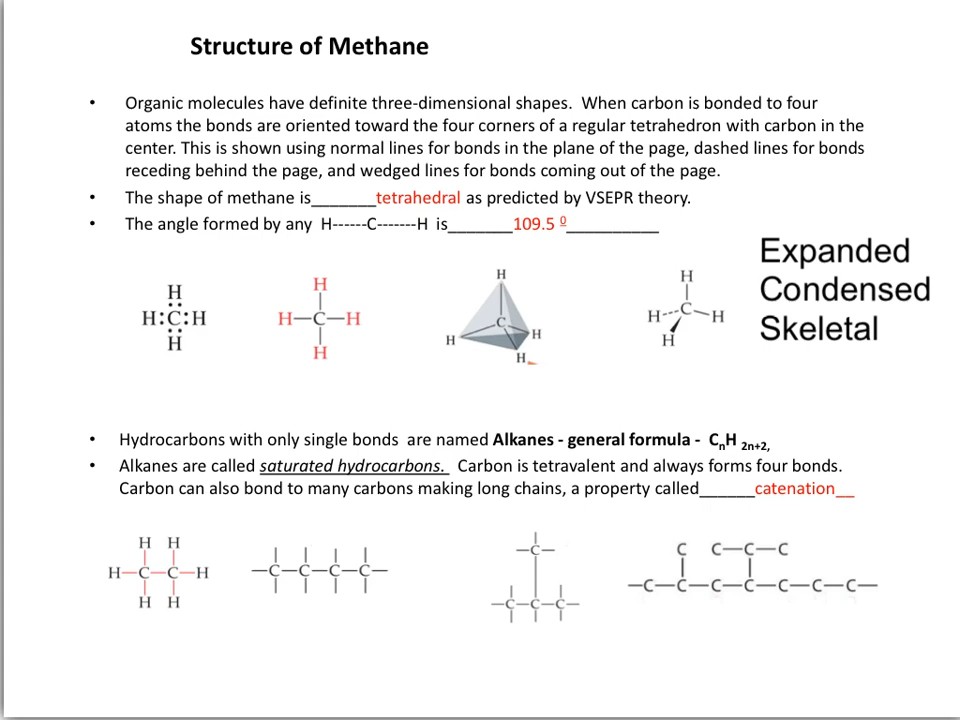 Structure of Methane
• Organic molecules have definite three-dimensional shapes. When carbon is bonded to four
atoms the bonds are oriented toward the four corners of a regular tetrahedron with carbon in the
center. This is shown using normal lines for bonds in the plane of the page, dashed lines for bonds
receding behind the page, and wedged lines for bonds coming out of the page.
• The shape of methane is_______tetrahedral as predicted by VSEPR theory.
• The angle formed by any H------C-------H is_______109.5 0__________
Expanded
Condensed
Skeletal
H
H:C:H
H
H
H—C—H
H
H
C
H
H
H
H
H---C—H
H
• Hydrocarbons with only single bonds are named Alkanes - general formula - CnH 2n+2,
• Alkanes are called saturated hydrocarbons. Carbon is tetravalent and always forms four bonds.
Carbon can also bond to many carbons making long chains, a property called______catenation__
H H
H—C—C—H
H H
—C—C—C—C—
—C—
—C—C—C—
C C—C—C
—C—C—C—C—C—C—C—